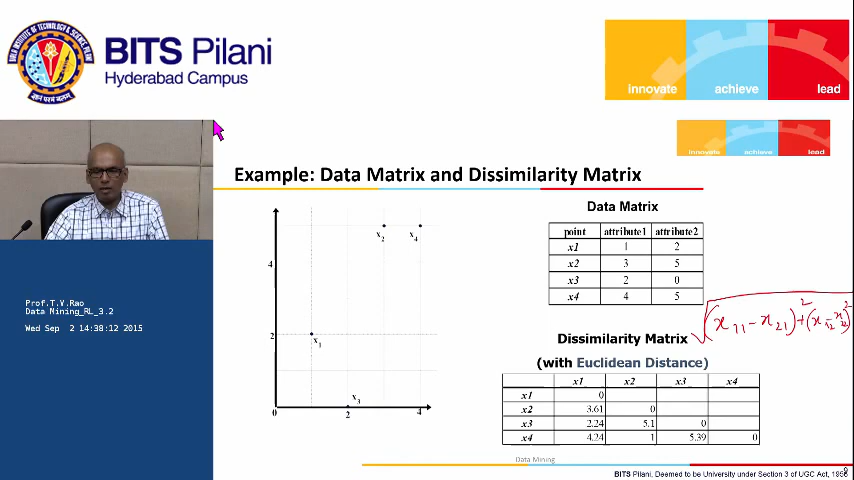 BITS Pilani
Hyderabad Campus
innovate achieve lead
innovate achieve lead
Example: Data Matrix and Dissimilarity Matrix
Data Matrix
point attribute1 attribute2
x1 1 2
x2 3 5
x3 2 0
x4 4 5
x₂ x₄
4
2
x₁
x₃
0 2 4
√(x₁₁ − x₂₁)² + (x₁₂ − x₂₂)²
Dissimilarity Matrix
(with Euclidean Distance)
x1 x2 x3 x4
x1 0
x2 3.61 0
x3 2.24 5.1 0
x4 4.24 1 5.39 0
Prof.T.V.Rao
Data Mining_RL_3.2
Wed Sep 2 14:38:12 2015
Data Mining
BITS Pilani, Deemed to be University under Section 3 of UGC Act, 1956